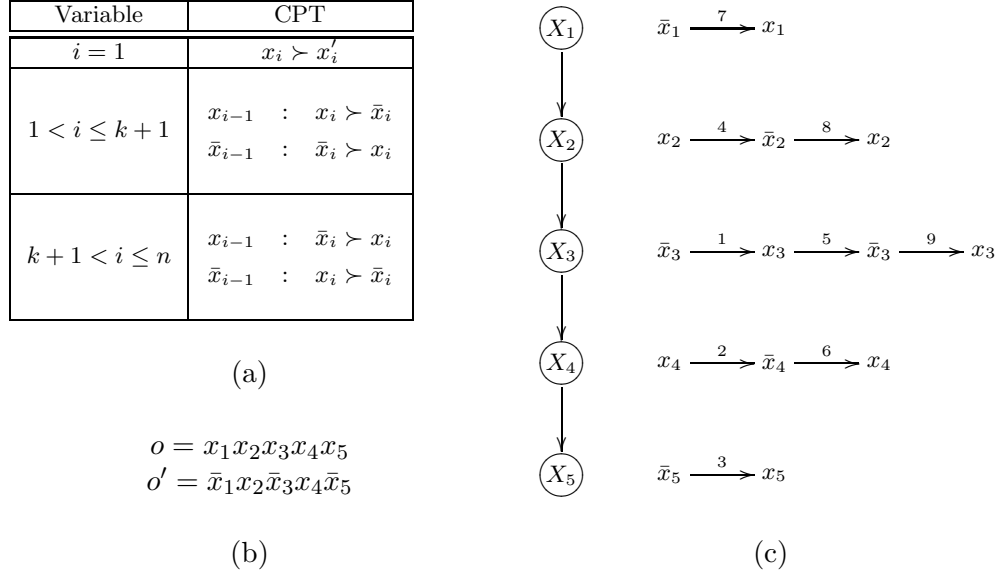 Variable CPT
i = 1 x_i ≻ x'_i
1 < i ≤ k + 1
x_{i−1} : x_i ≻ x̄_i
x̄_{i−1} : x̄_i ≻ x_i
k + 1 < i ≤ n
x_{i−1} : x̄_i ≻ x_i
x̄_{i−1} : x_i ≻ x̄_i
(a)
o = x_1x_2x_3x_4x_5
o' = x̄_1x_2x̄_3x_4x̄_5
(b)
X_1 x̄_1 7 x_1
X_2 x_2 4 x̄_2 8 x_2
X_3 x̄_3 1 x_3 5 x̄_3 9 x_3
X_4 x_4 2 x̄_4 6 x_4
X_5 x̄_5 3 x_5
(c)